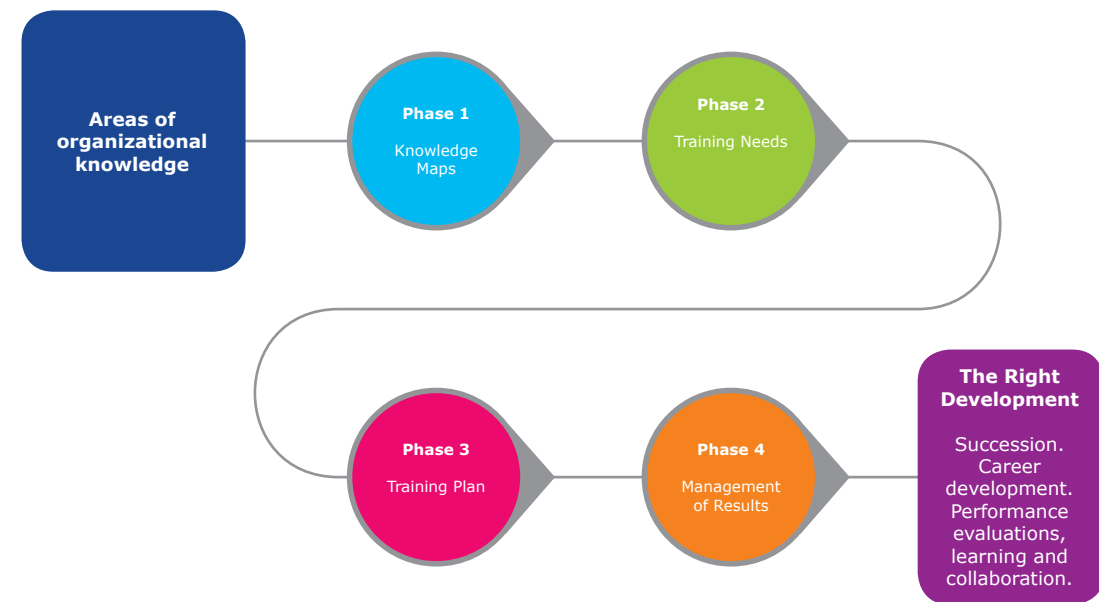 Areas of
organizational
knowledge
Phase 1
Knowledge
Maps
Phase 2
Training Needs
Phase 3
Training Plan
Phase 4
Management
of Results
The Right
Development
Succession.
Career
development.
Performance
evaluations,
learning and
collaboration.